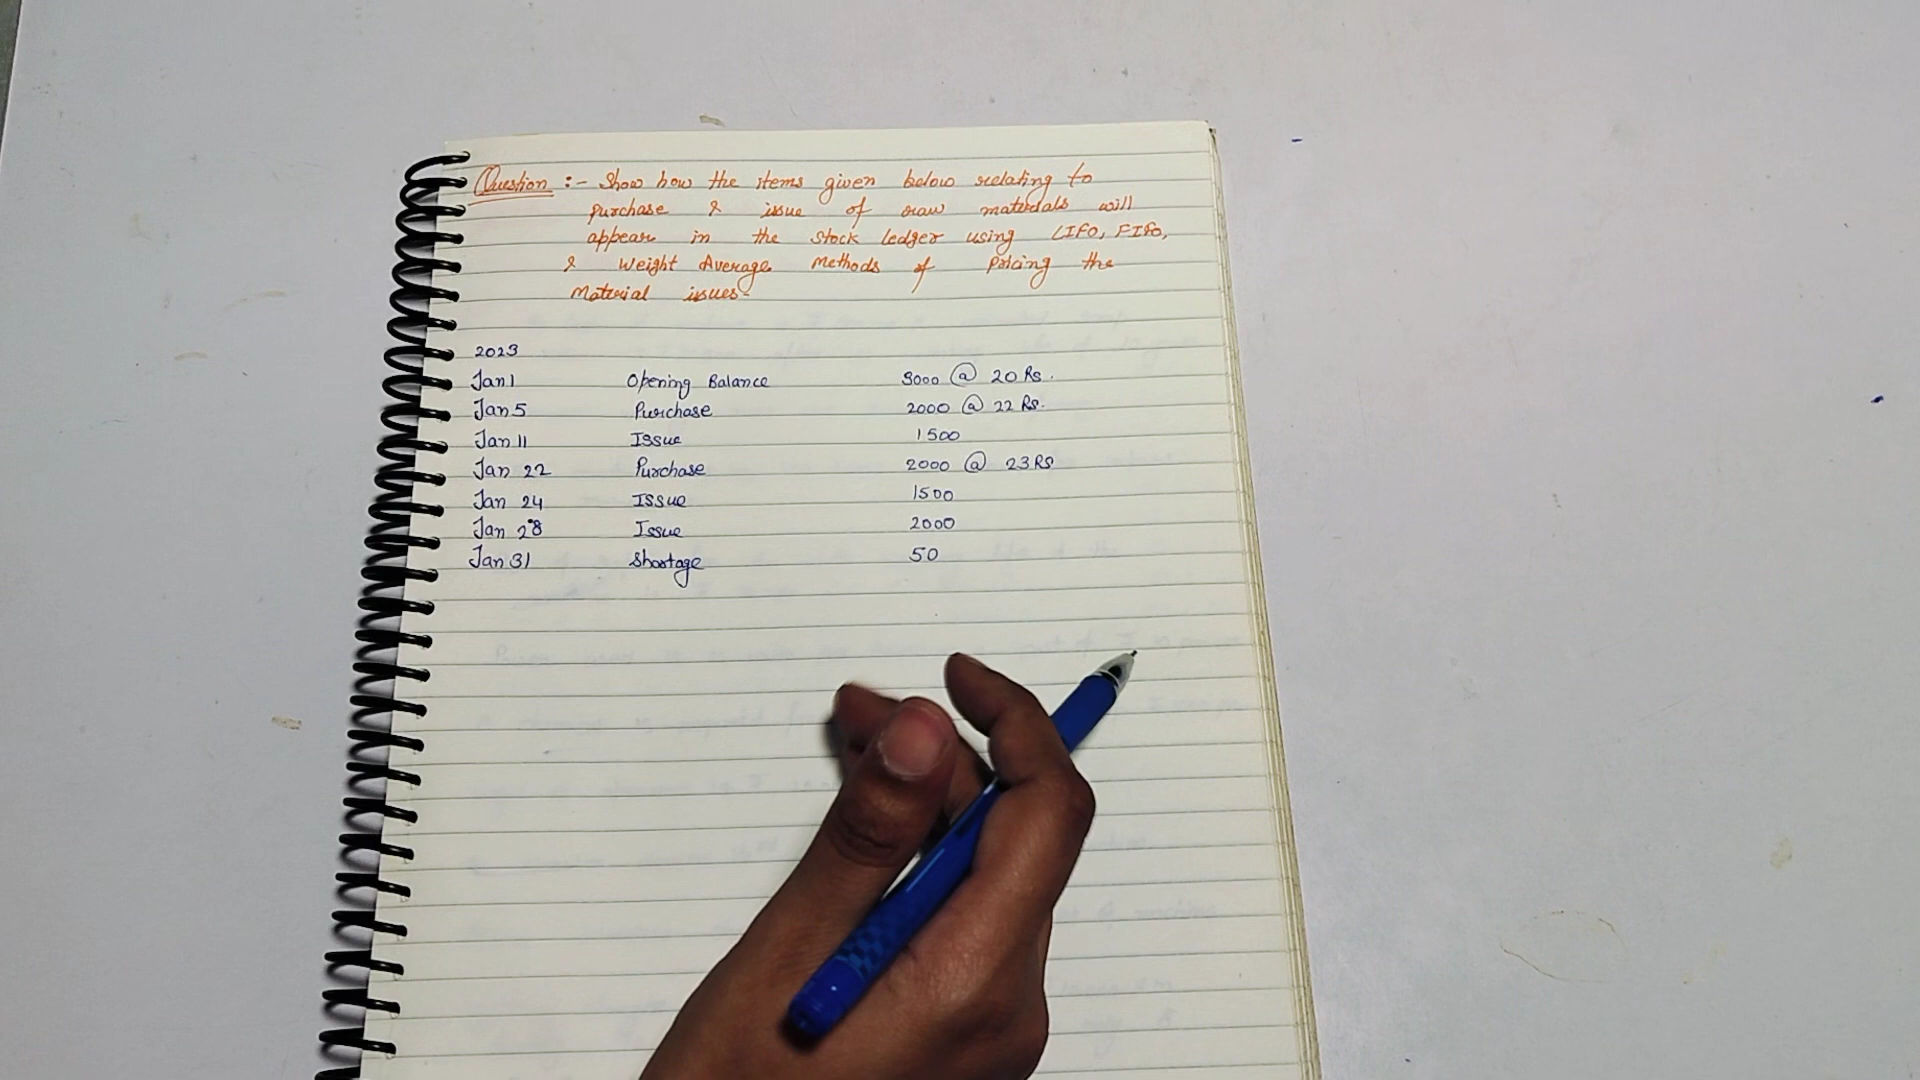 Question :- Show how the items given below relating to
purchase & issue of raw materials will
appear in the stock ledger using LIFO, FIFO,
& Weight Average Methods of Pricing the
Material issues-
2023
Jan 1 Opening Balance 3000 @ 20 Rs.
Jan 5 Purchase 2000 @ 22 Rs.
Jan 11 Issue 1500
Jan 22 Purchase 2000 @ 23 Rs
Jan 24 Issue 1500
Jan 28 Issue 2000
Jan 31 Shortage 50